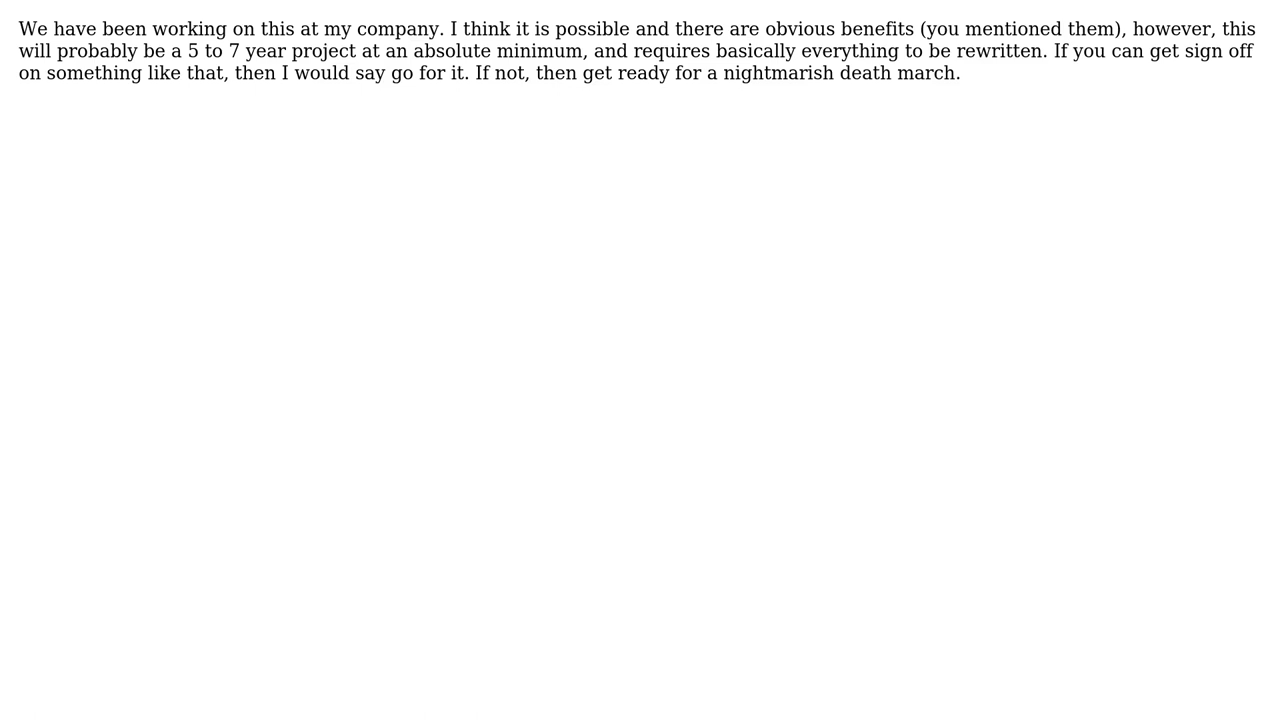 We have been working on this at my company. I think it is possible and there are obvious benefits (you mentioned them), however, this
will probably be a 5 to 7 year project at an absolute minimum, and requires basically everything to be rewritten. If you can get sign off
on something like that, then I would say go for it. If not, then get ready for a nightmarish death march.